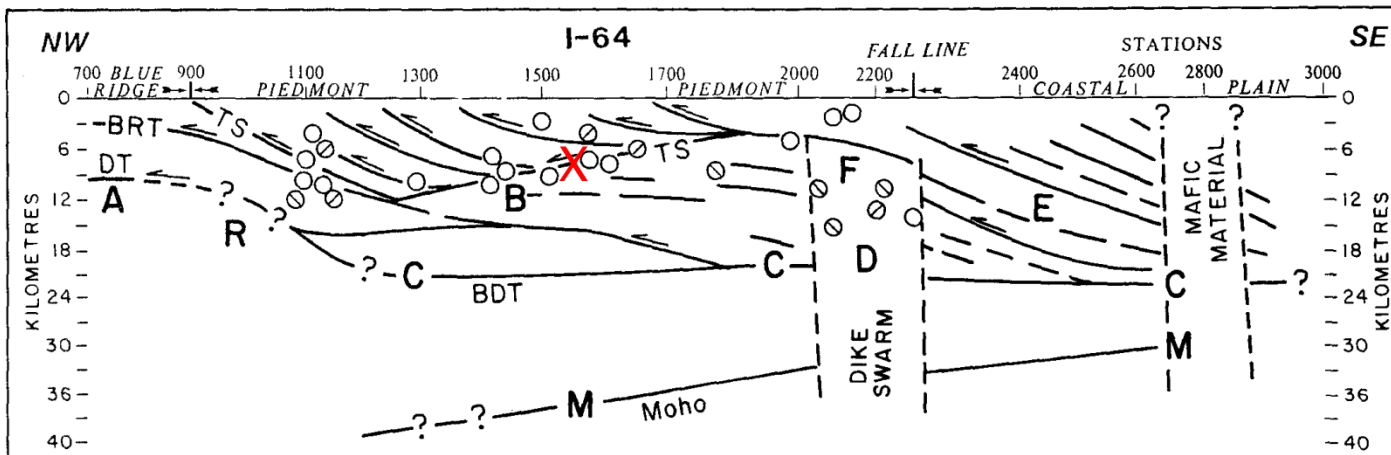 NW I-64 FALL LINE STATIONS SE
700 BLUE 900 1100 1300 1500 1700 2000 2200 2400 2600 2800 3000
RIDGE PIEDMONT PIEDMONT COASTAL PLAIN
0 ? ? 0
TS
-BRT
6 TS 6
DT F
A ? B E MAFIC MATERIAL
12 ? 12
R
18 D 18
? C C C ?
24 BDT 24
KILOMETRES KILOMETRES
30 M 30
DIKE SWARM
36 M Moho 36
? ?
40 40
X